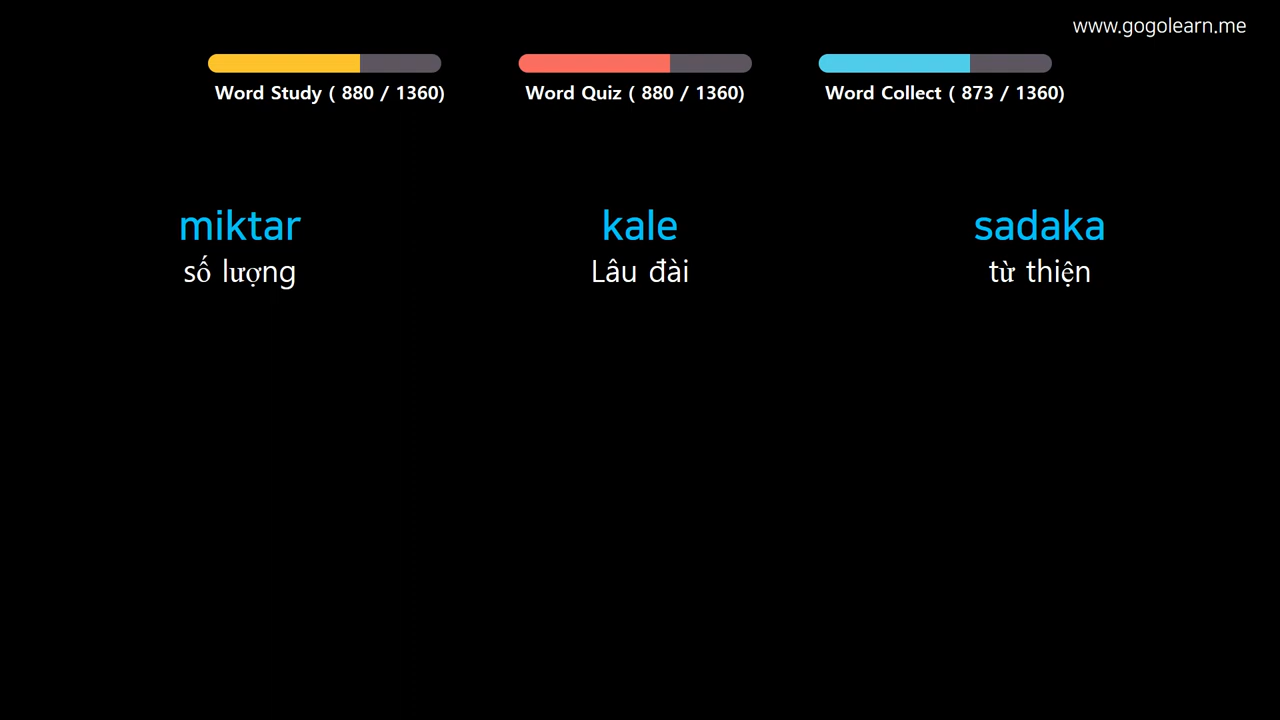 www.gogolearn.me
Word Study ( 880 / 1360)
Word Quiz ( 880 / 1360)
Word Collect ( 873 / 1360)
miktar
số lượng
kale
Lâu đài
sadaka
từ thiện